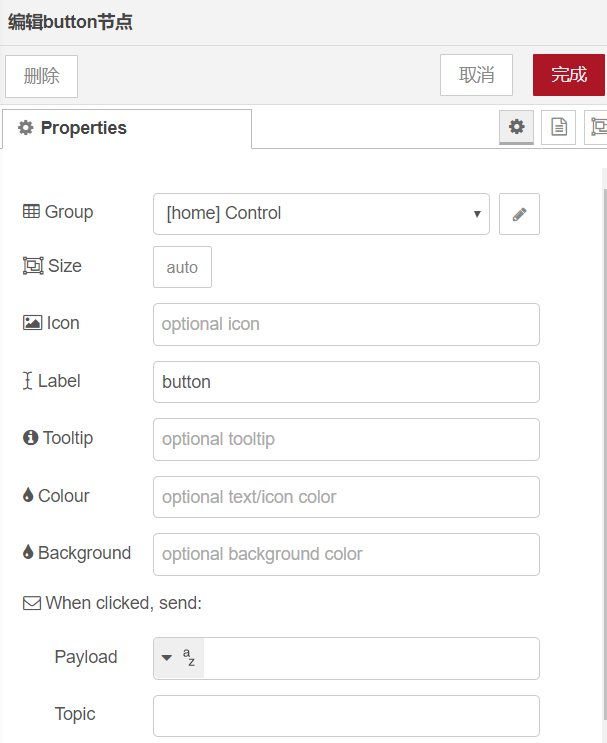 编辑button节点
删除 取消 完成
Properties
Group [home] Control
Size auto
Icon optional icon
Label button
Tooltip optional tooltip
Colour optional text/icon color
Background optional background color
When clicked, send:
Payload a z
Topic